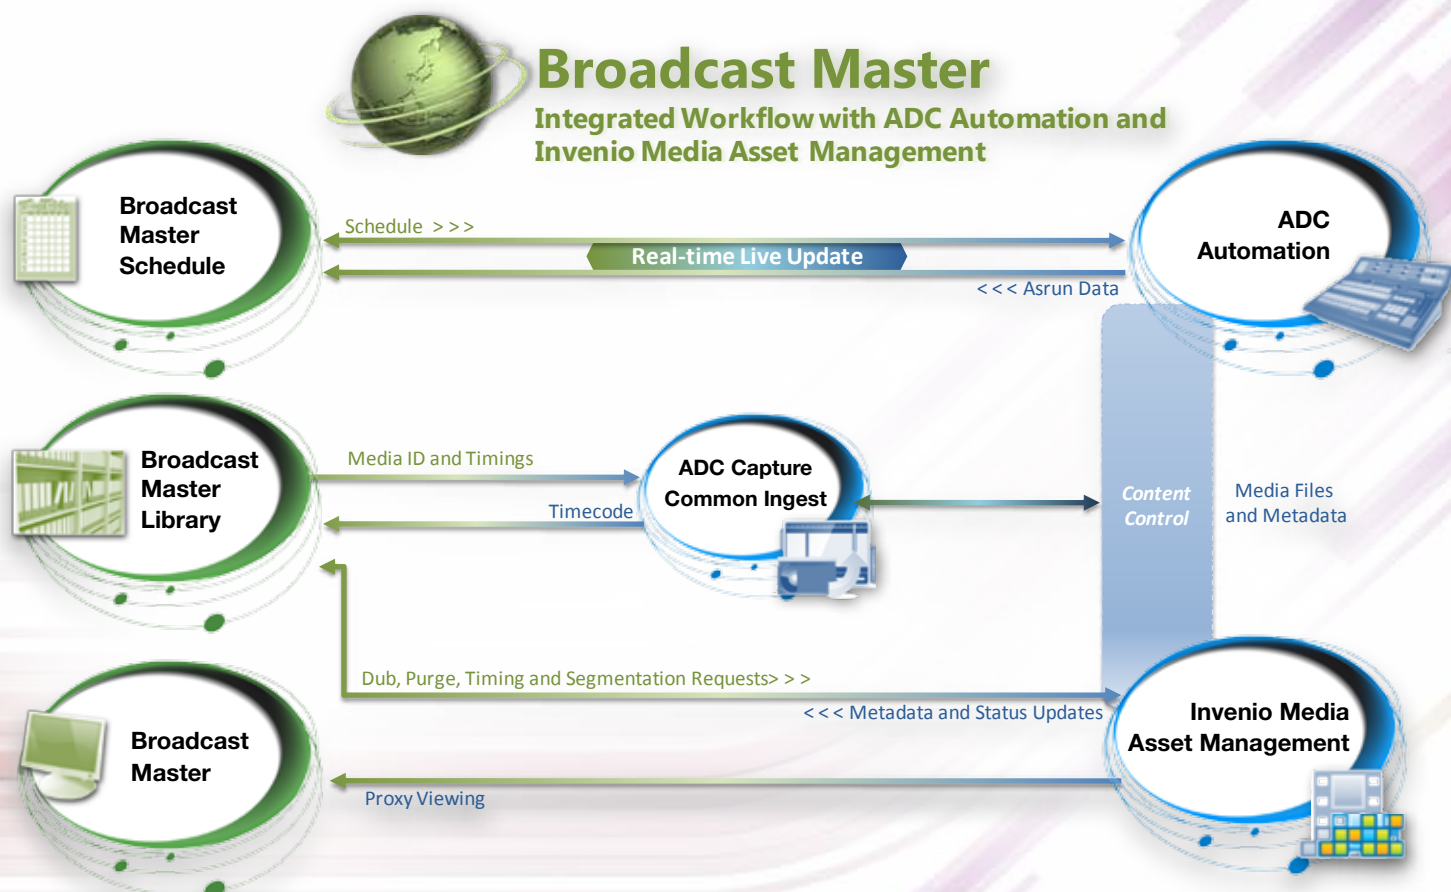 Broadcast Master
Integrated Workflow with ADC Automation and
Invenio Media Asset Management
Broadcast
Master
Schedule
Schedule >>>
Real-time Live Update
<<< Asrun Data
ADC
Automation
Broadcast
Master
Library
Media ID and Timings
Timecode
ADC Capture
Common Ingest
Content
Control
Media Files
and Metadata
Dub, Purge, Timing and Segmentation Requests>>>
<<< Metadata and Status Updates
Invenio Media
Asset Management
Broadcast
Master
Proxy Viewing